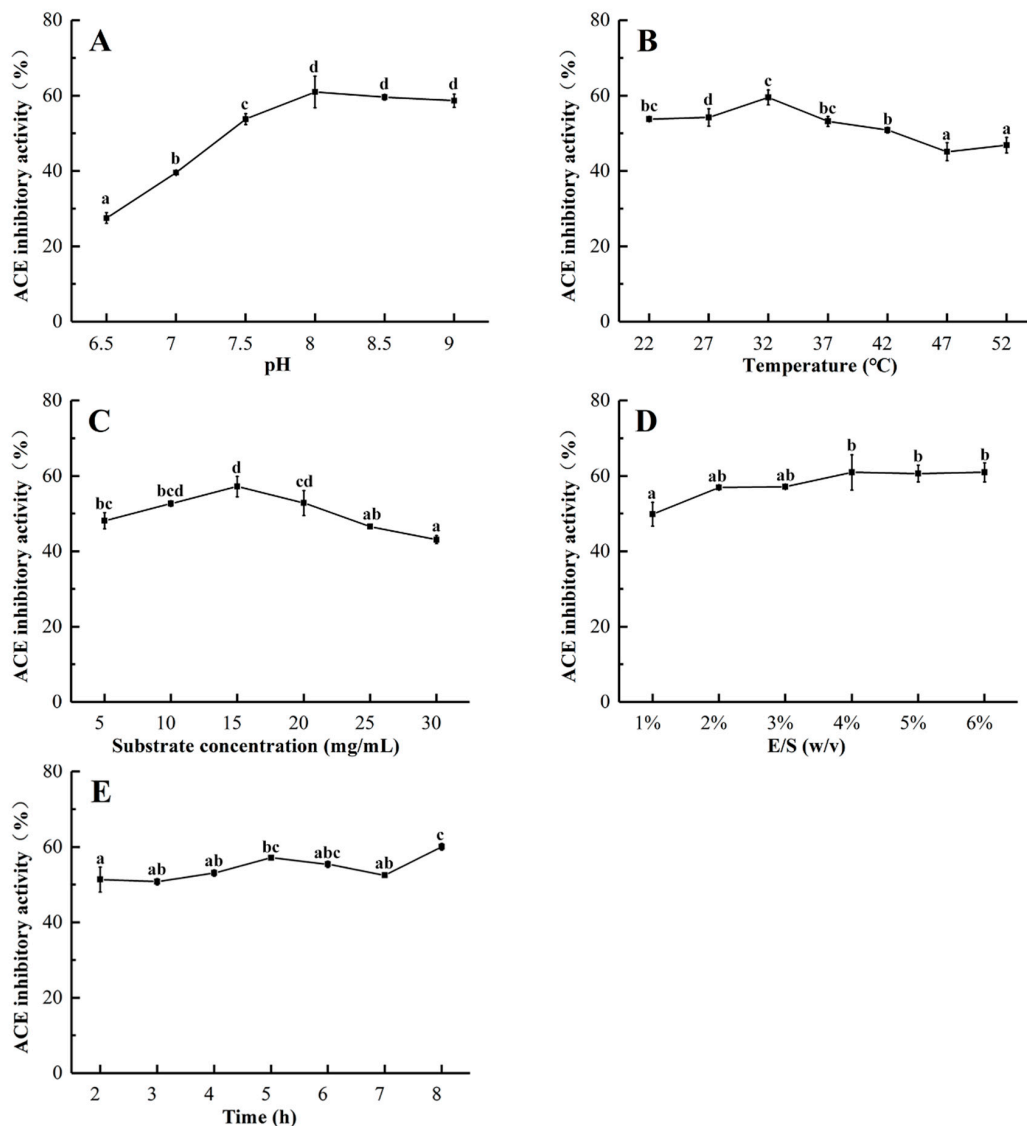 A
ACE inhibitory activity（%）
80
60
40
20
0
a
b
c
d
d
d
6.5
7
7.5
8
8.5
9
pH
B
ACE inhibitory activity（%）
80
60
40
20
0
bc
d
c
bc
b
a
a
22
27
32
37
42
47
52
Temperature (℃)
C
ACE inhibitory activity（%）
80
60
40
20
0
bc
bcd
d
cd
ab
a
5
10
15
20
25
30
Substrate concentration (mg/mL)
D
ACE inhibitory activity（%）
80
60
40
20
0
a
ab
ab
b
b
b
1%
2%
3%
4%
5%
6%
E/S (w/v)
E
ACE inhibitory activity（%）
80
60
40
20
0
a
ab
ab
bc
abc
ab
c
2
3
4
5
6
7
8
Time (h)